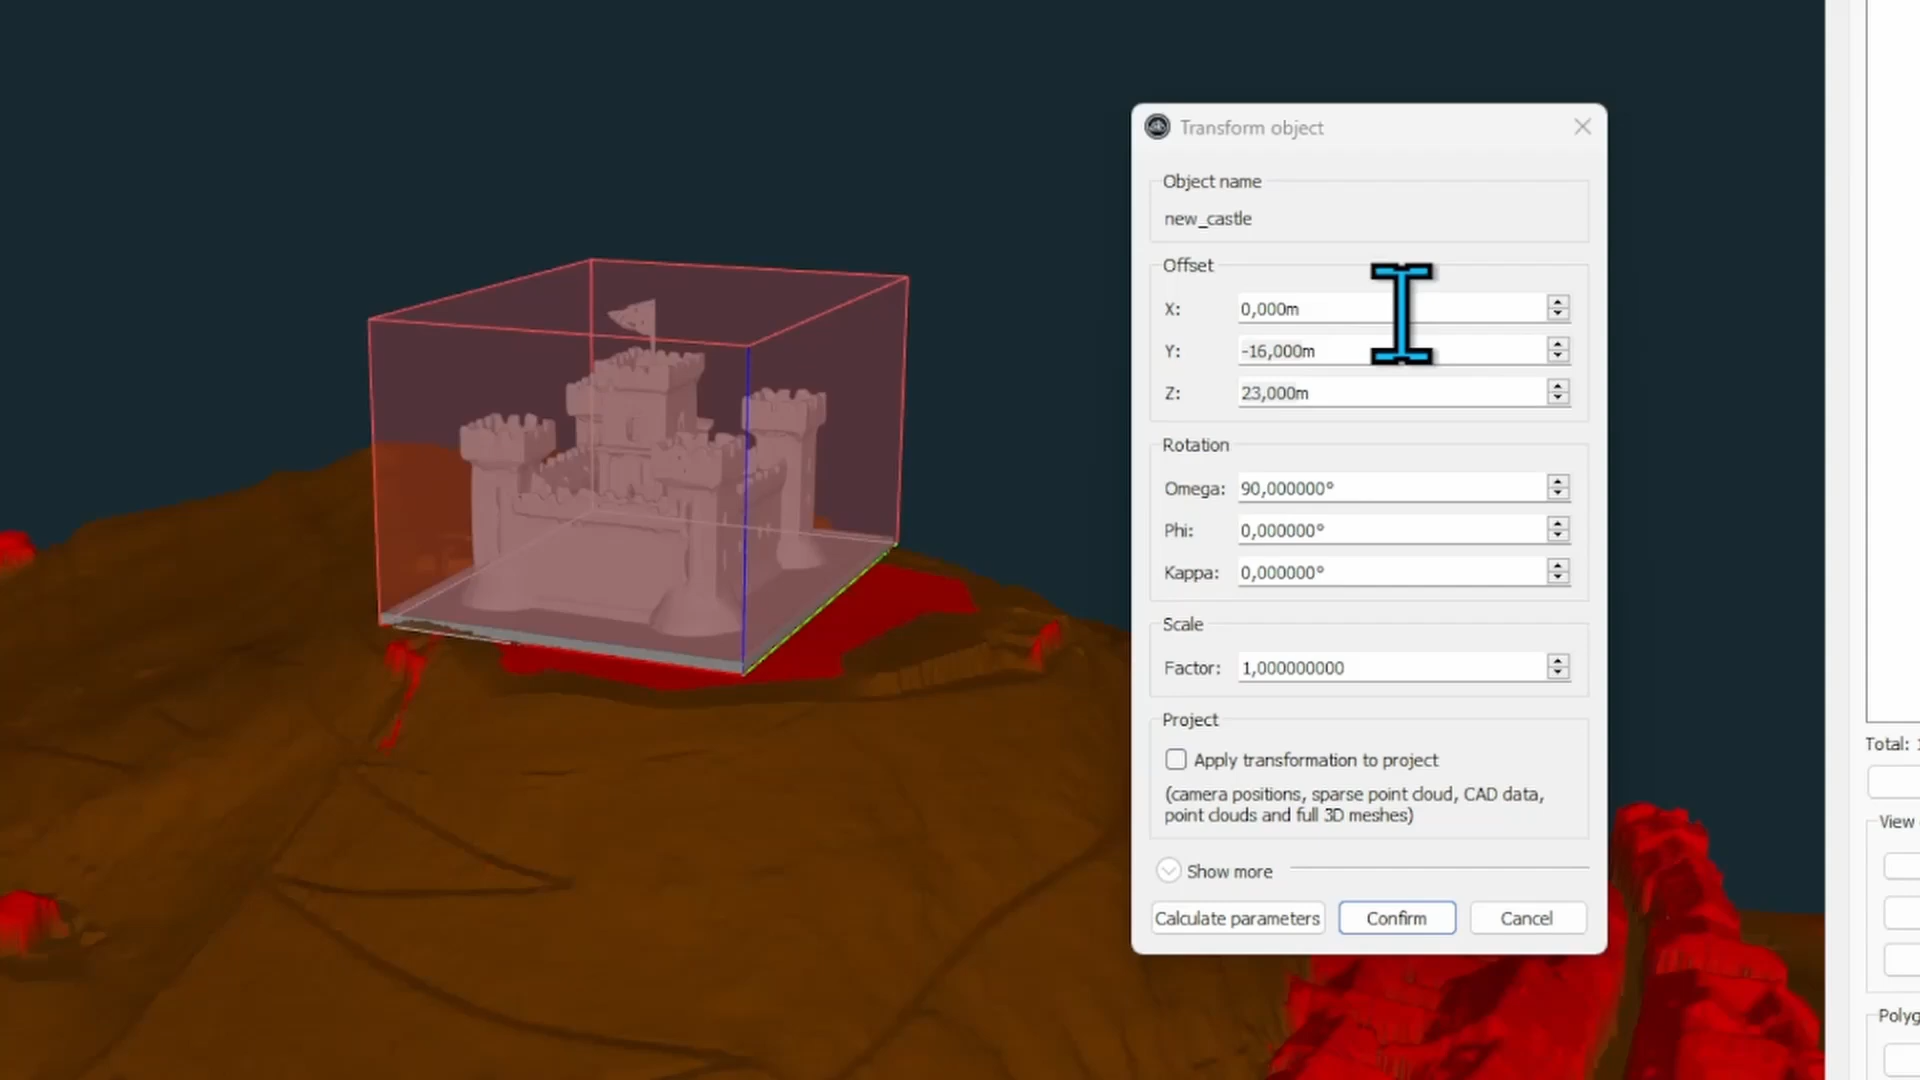 Transform object
Object name
new_castle
Offset
X: 0,000m
Y: -16,000m
Z: 23,000m
Rotation
Omega: 90,000000°
Phi: 0,000000°
Kappa: 0,000000°
Scale
Factor: 1,000000000
Project
Apply transformation to project
(camera positions, sparse point cloud, CAD data,
point clouds and full 3D meshes)
Show more
Calculate parameters Confirm Cancel
Total:
View